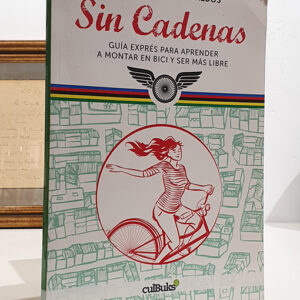 Sin Cadenas
GUÍA EXPRÉS PARA APRENDER
A MONTAR EN BICI Y SER MÁS LIBRE
culBuks